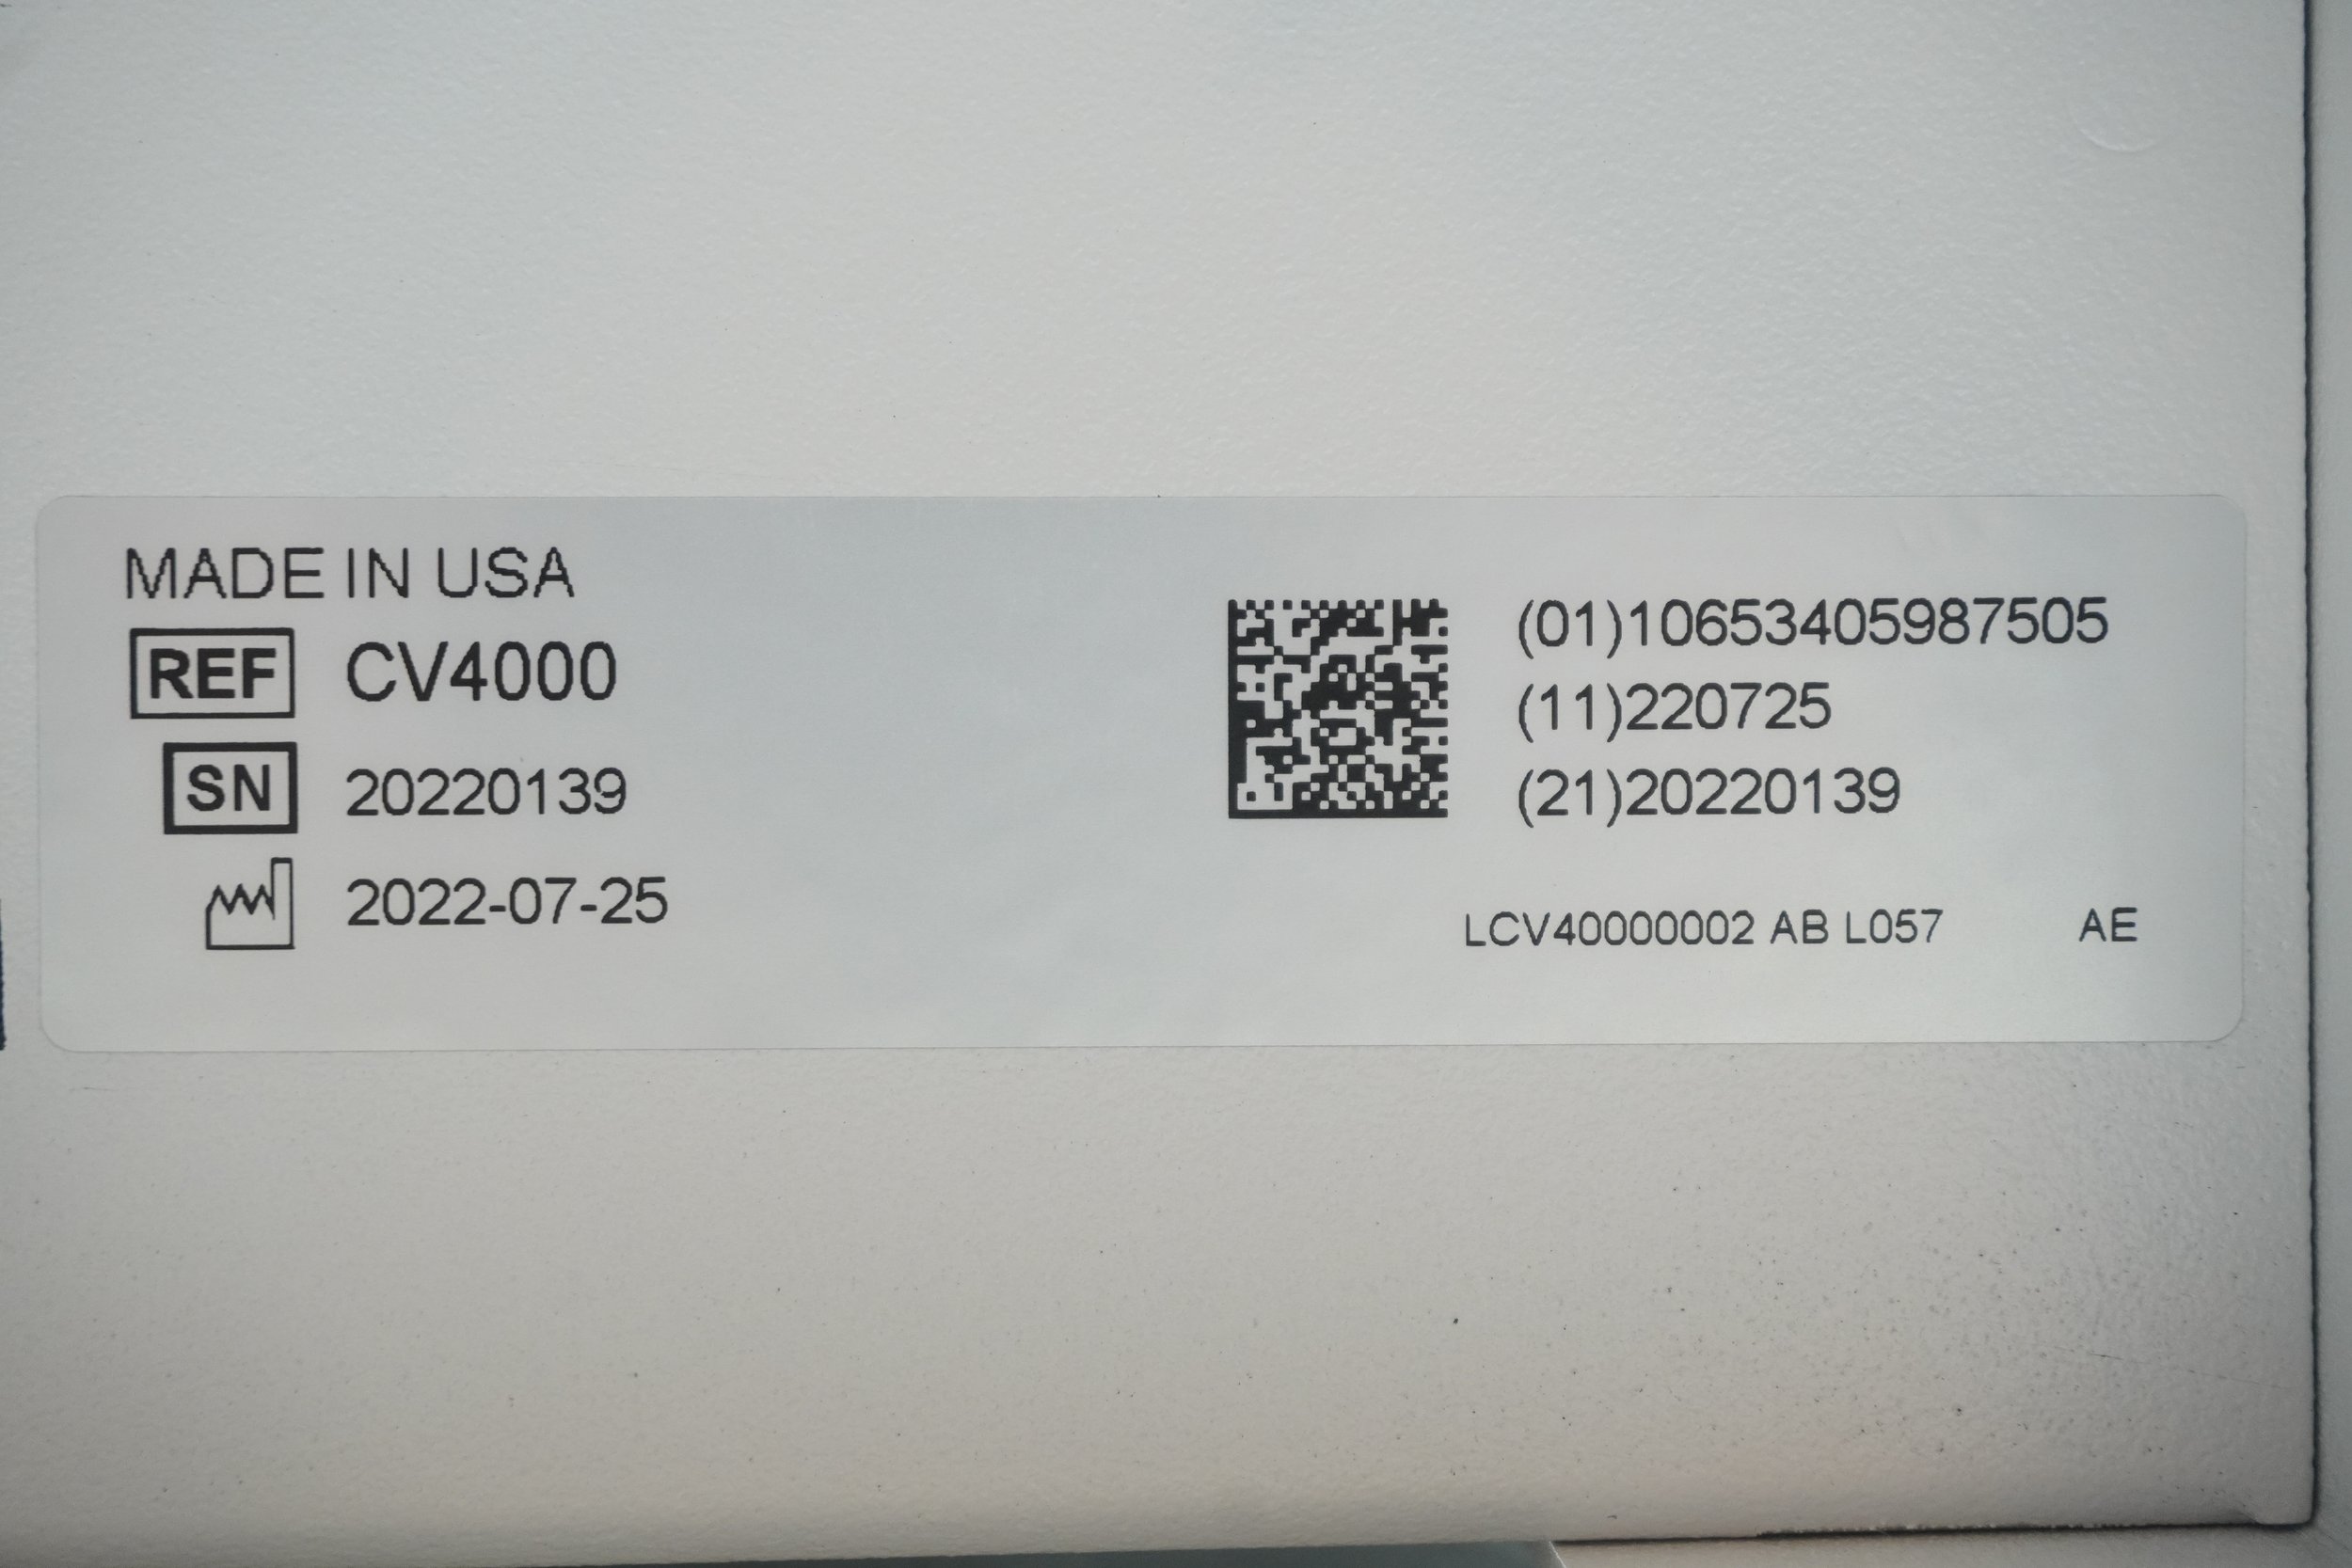 MADE IN USA
REF CV4000
SN 20220139
2022-07-25
(01)10653405987505
(11)220725
(21)20220139
LCV40000002 AB L057 AE